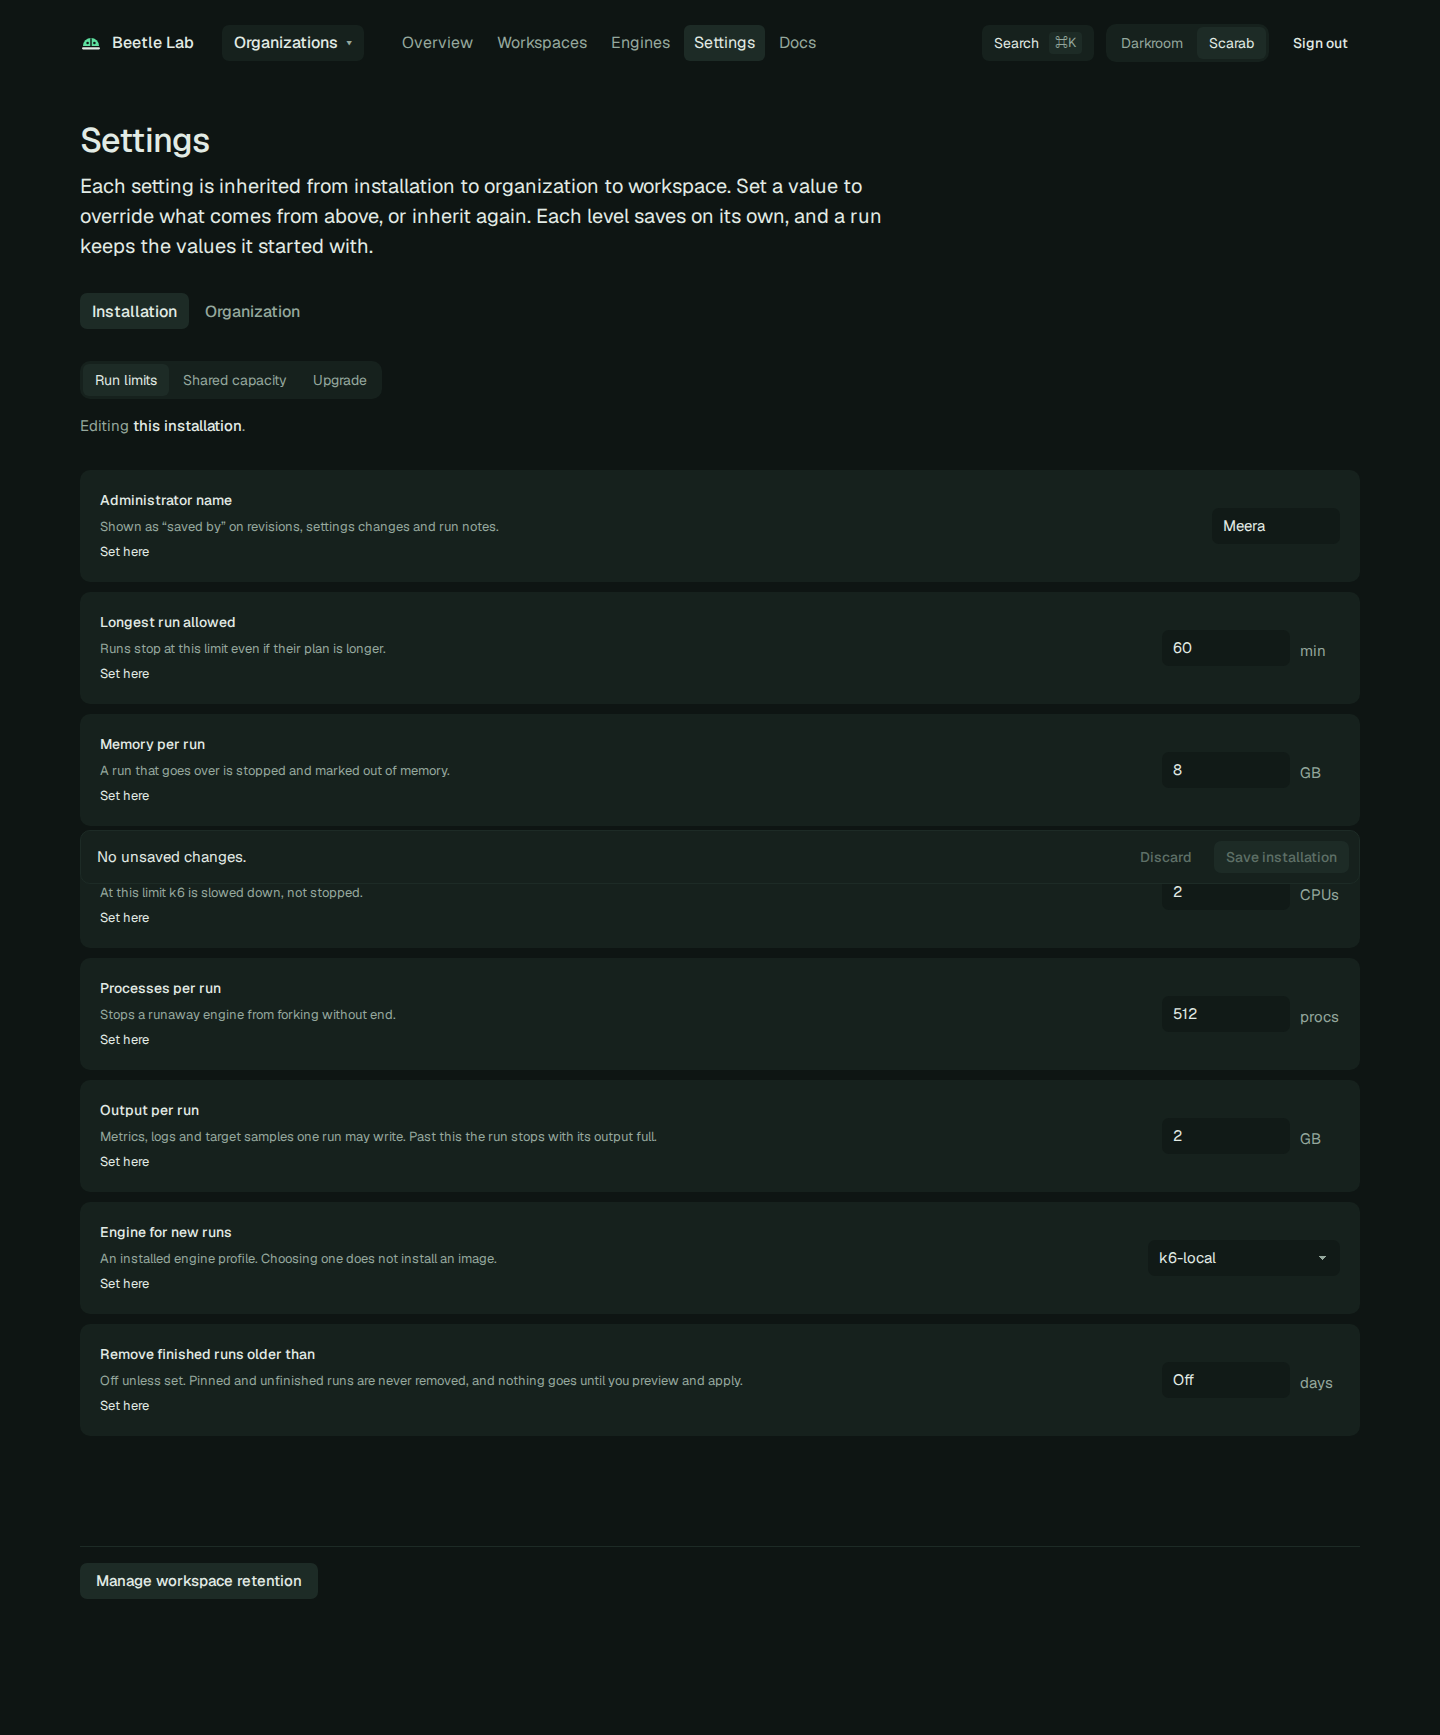 Beetle Lab
Organizations
Overview
Workspaces
Engines
Settings
Docs
Search ⌘K
Darkroom
Scarab
Sign out
Settings
Each setting is inherited from installation to organization to workspace. Set a value to
override what comes from above, or inherit again. Each level saves on its own, and a run
keeps the values it started with.
Installation
Organization
Run limits
Shared capacity
Upgrade
Editing this installation.
Administrator name
Shown as “saved by” on revisions, settings changes and run notes.
Set here
Meera
Longest run allowed
Runs stop at this limit even if their plan is longer.
Set here
60 min
Memory per run
A run that goes over is stopped and marked out of memory.
Set here
8 GB
No unsaved changes.
Discard
Save installation
At this limit k6 is slowed down, not stopped.
Set here
2 CPUs
Processes per run
Stops a runaway engine from forking without end.
Set here
512 procs
Output per run
Metrics, logs and target samples one run may write. Past this the run stops with its output full.
Set here
2 GB
Engine for new runs
An installed engine profile. Choosing one does not install an image.
Set here
k6-local
Remove finished runs older than
Off unless set. Pinned and unfinished runs are never removed, and nothing goes until you preview and apply.
Set here
Off days
Manage workspace retention